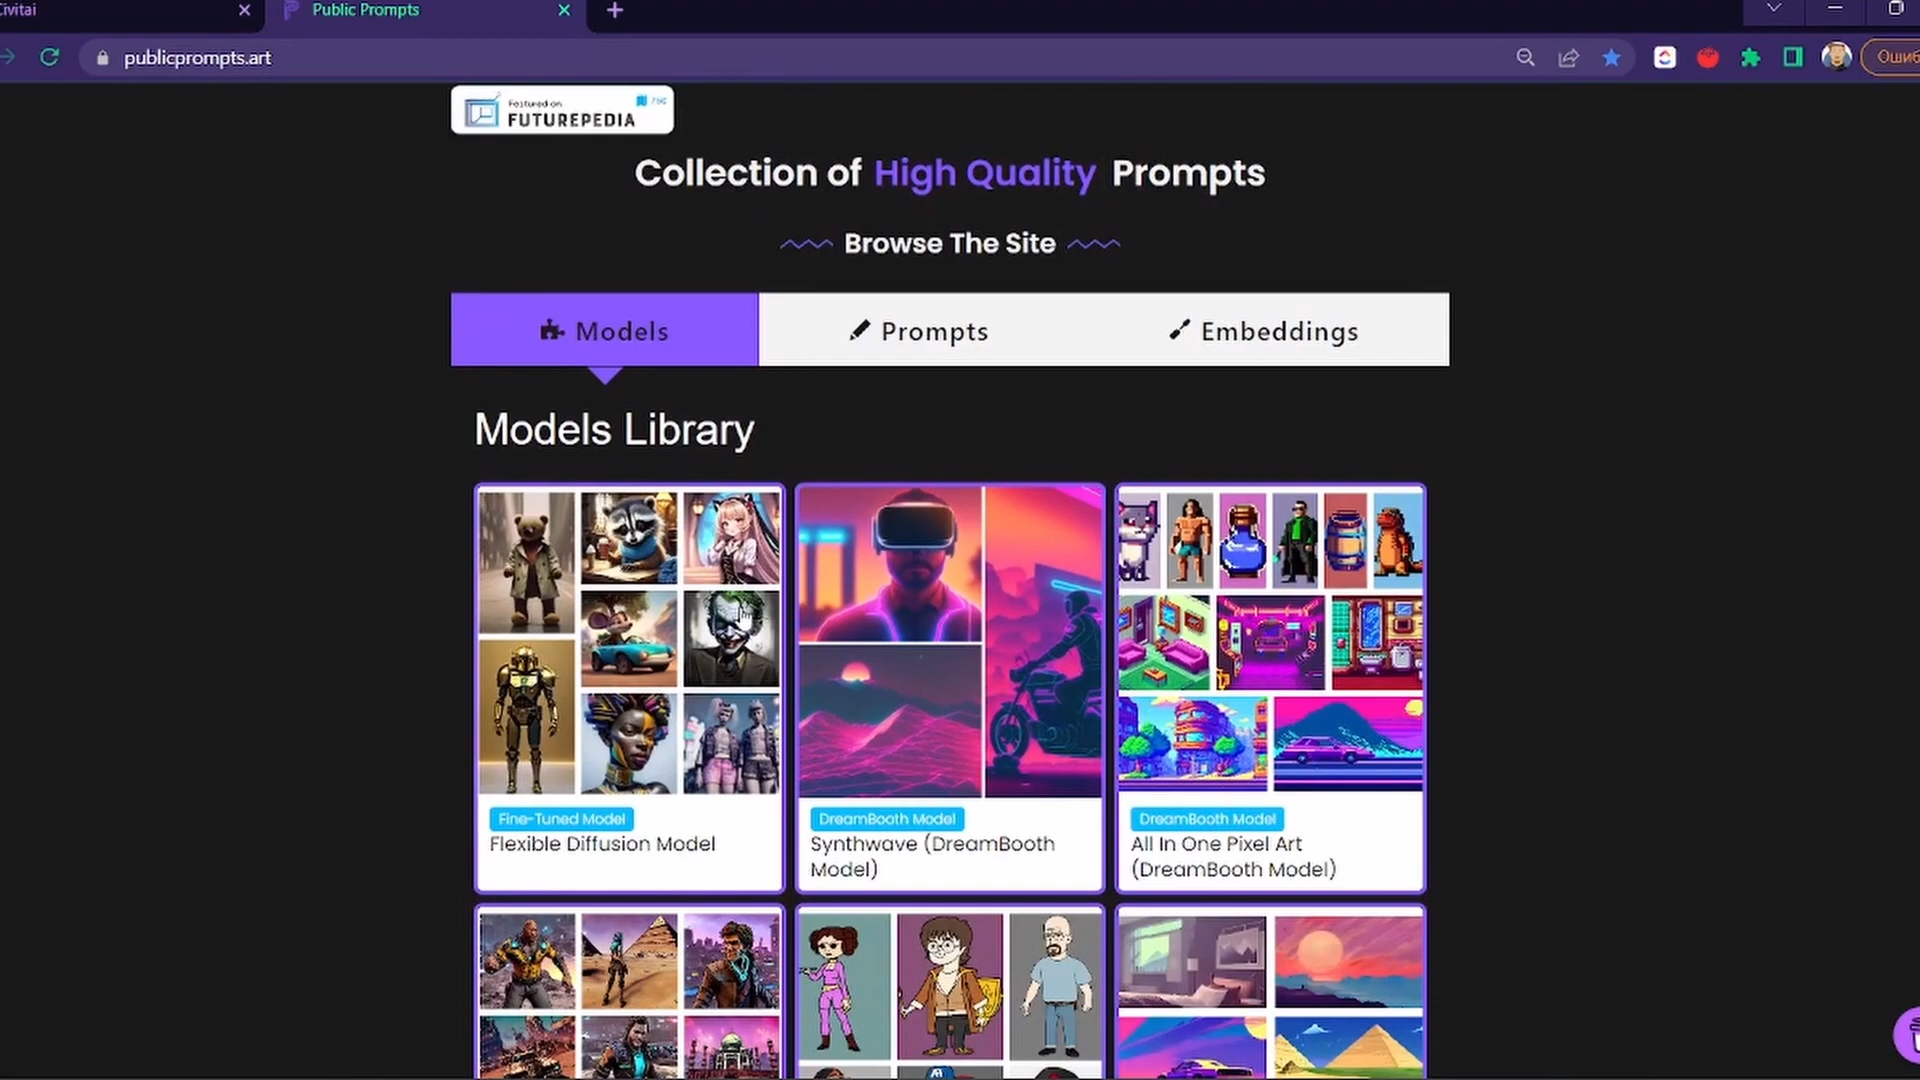 Civitai
Public Prompts
publicprompts.art
Ошиб
Featured on
FUTUREPEDIA
Collection of High Quality Prompts
Browse The Site
Models
Prompts
Embeddings
Models Library
Fine-Tuned Model
Flexible Diffusion Model
DreamBooth Model
Synthwave (DreamBooth
Model)
DreamBooth Model
All In One Pixel Art
(DreamBooth Model)